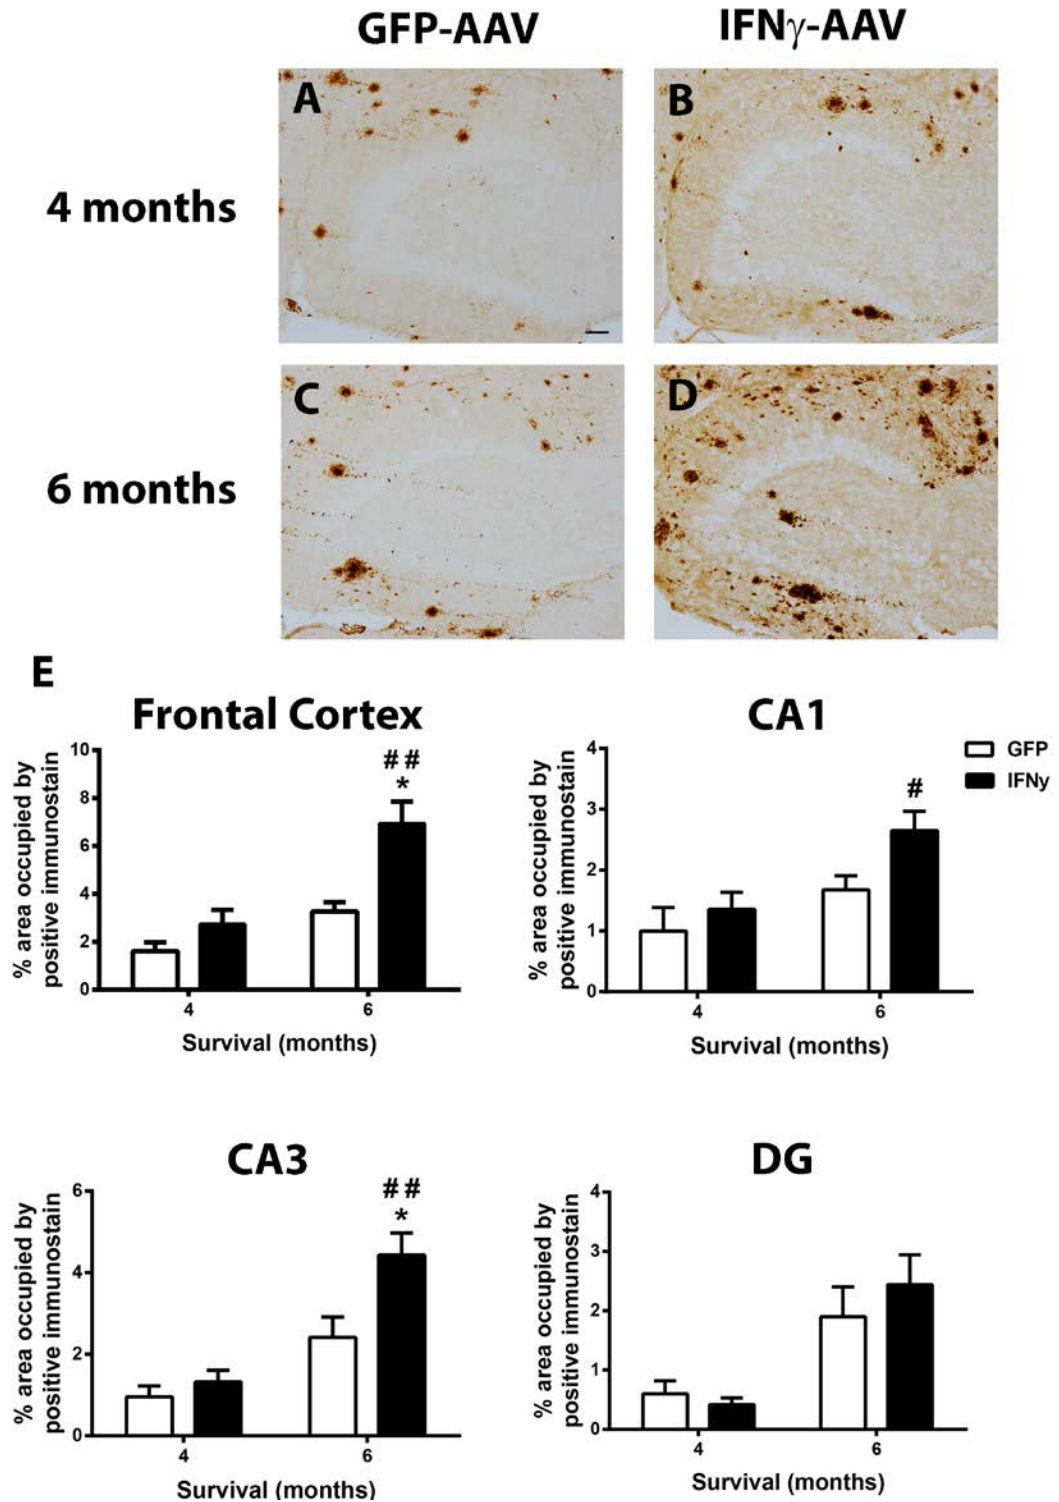 GFP-AAV
IFNγ-AAV
A
B
4 months
C
D
6 months
E
Frontal Cortex
% area occupied by
positive immunostain
10
8
6
4
2
0
##
*
4
6
Survival (months)
CA1
% area occupied by
positive immunostain
4
3
2
1
0
#
4
6
Survival (months)
GFP
IFNy
CA3
% area occupied by
positive immunostain
6
4
2
0
##
*
4
6
Survival (months)
DG
% area occupied by
positive immunostain
4
3
2
1
0
4
6
Survival (months)